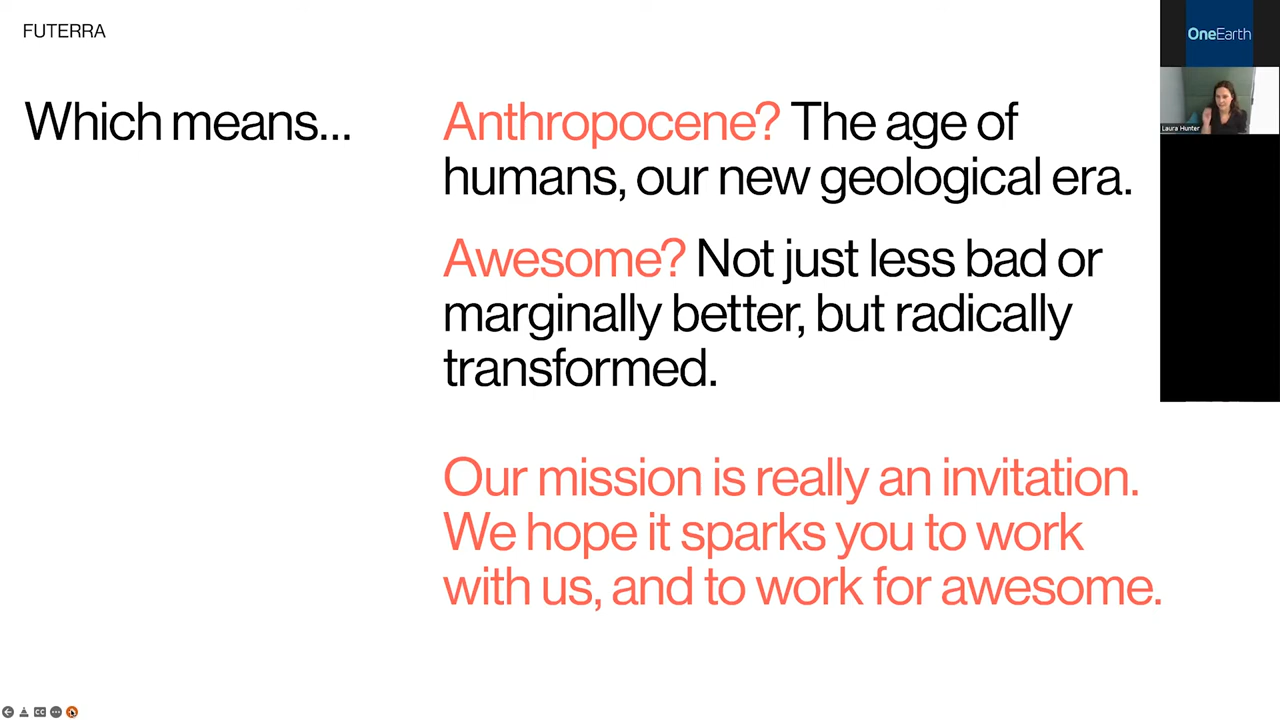 FUTERRA
OneEarth
Laura Hunter
Which means...
Anthropocene? The age of
humans, our new geological era.
Awesome? Not just less bad or
marginally better, but radically
transformed.
Our mission is really an invitation.
We hope it sparks you to work
with us, and to work for awesome.
CC